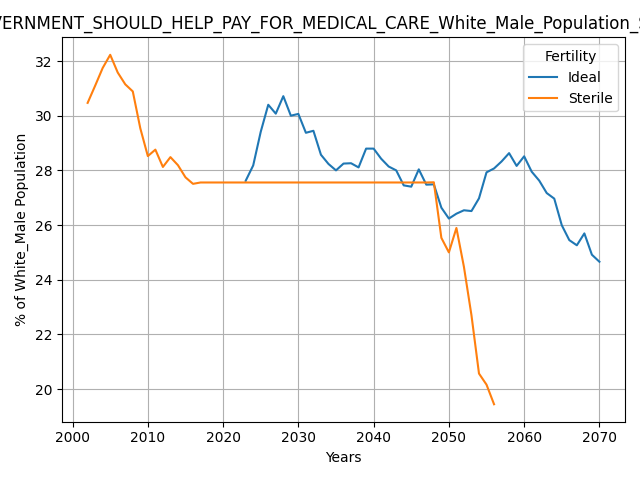 VERNMENT_SHOULD_HELP_PAY_FOR_MEDICAL_CARE_White_Male_Population_S
Fertility
Ideal
Sterile
% of White_Male Population
32
30
28
26
24
22
20
2000 2010 2020 2030 2040 2050 2060 2070
Years